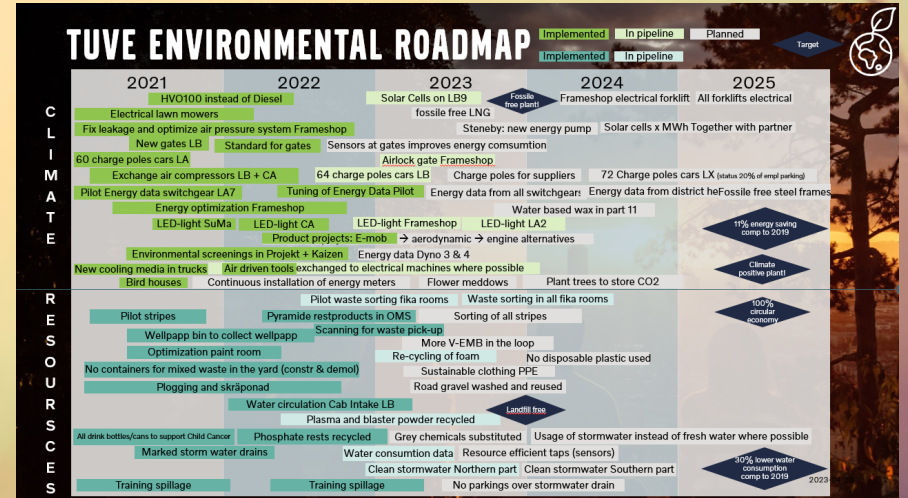 TUVE ENVIRONMENTAL ROADMAP
Implemented In pipeline Planned
Implemented In pipeline
Target
2021 2022 2023 2024 2025
CLIMATE
HVO100 instead of Diesel
Solar Cells on LB9
Fossile
free plant!
Frameshop electrical forklift
All forklifts electrical
Electrical lawn mowers
fossile free LNG
Fix leakage and optimize air pressure system Frameshop
Steneby: new energy pump
Solar cells x MWh Together with partner
New gates LB
Standard for gates
Sensors at gates improves energy comsumtion
60 charge poles cars LA
Airlock gate Frameshop
Exchange air compressors LB + CA
64 charge poles cars LB
Charge poles for suppliers
72 Charge poles cars LX (status 20% of empl parking)
Pilot Energy data switchgear LA7
Tuning of Energy Data Pilot
Energy data from all switchgears
Energy data from district he
Fossile free steel frames
Energy optimization Frameshop
Water based wax in part 11
LED-light SuMa
LED-light CA
LED-light Frameshop
LED-light LA2
11% energy saving
comp to 2019
Product projects: E-mob → aerodynamic → engine alternatives
Environmental screenings in Projekt + Kaizen
Energy data Dyno 3 & 4
New cooling media in trucks
Air driven tools exchanged to electrical machines where possible
Climate
positive plant!
Bird houses
Continuous installation of energy meters
Flower meddows
Plant trees to store CO2
RESOURSCES
Pilot waste sorting fika rooms
Waste sorting in all fika rooms
100%
circular
economy
Pilot stripes
Pyramide restproducts in OMS
Sorting of all stripes
Wellpapp bin to collect wellpapp
Scanning for waste pick-up
More V-EMB in the loop
Optimization paint room
Re-cycling of foam
No disposable plastic used
No containers for mixed waste in the yard (constr & demol)
Sustainable clothing PPE
Plogging and skräponad
Road gravel washed and reused
Water circulation Cab Intake LB
Landfill free
Plasma and blaster powder recycled
All drink bottles/cans to support Child Cancer
Phosphate rests recycled
Grey chemicals substituted
Usage of stormwater instead of fresh water where possible
Marked storm water drains
Water consumtion data
Resource efficient taps (sensors)
Clean stormwater Northern part
Clean stormwater Southern part
30% lower water
consumption
comp to 2019
Training spillage
Training spillage
No parkings over stormwater drain
2023-